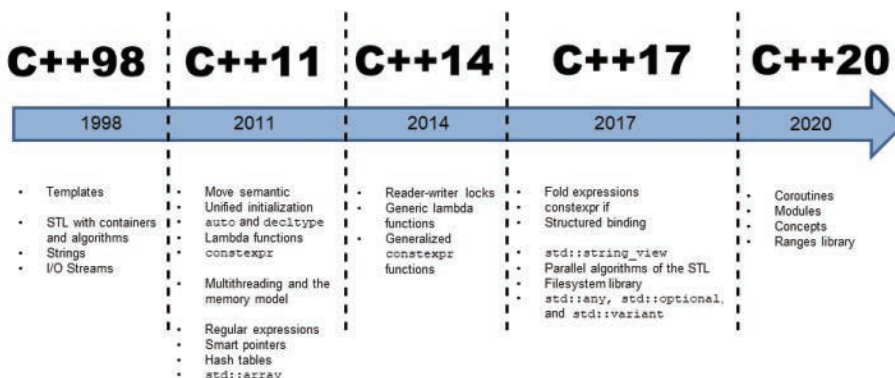 C++98
C++11
C++14
C++17
C++20
1998
2011
2014
2017
2020
Templates
STL with containers
and algorithms
Strings
I/O Streams
Move semantic
Unified initialization
auto and decltype
Lambda functions
constexpr
Multithreading and the
memory model
Regular expressions
Smart pointers
Hash tables
std::array
Reader-writer locks
Generic lambda
functions
Generalized
constexpr
functions
Fold expressions
constexpr if
Structured binding
std::string_view
Parallel algorithms of the STL
Filesystem library
std::any, std::optional,
and std::variant
Coroutines
Modules
Concepts
Ranges library